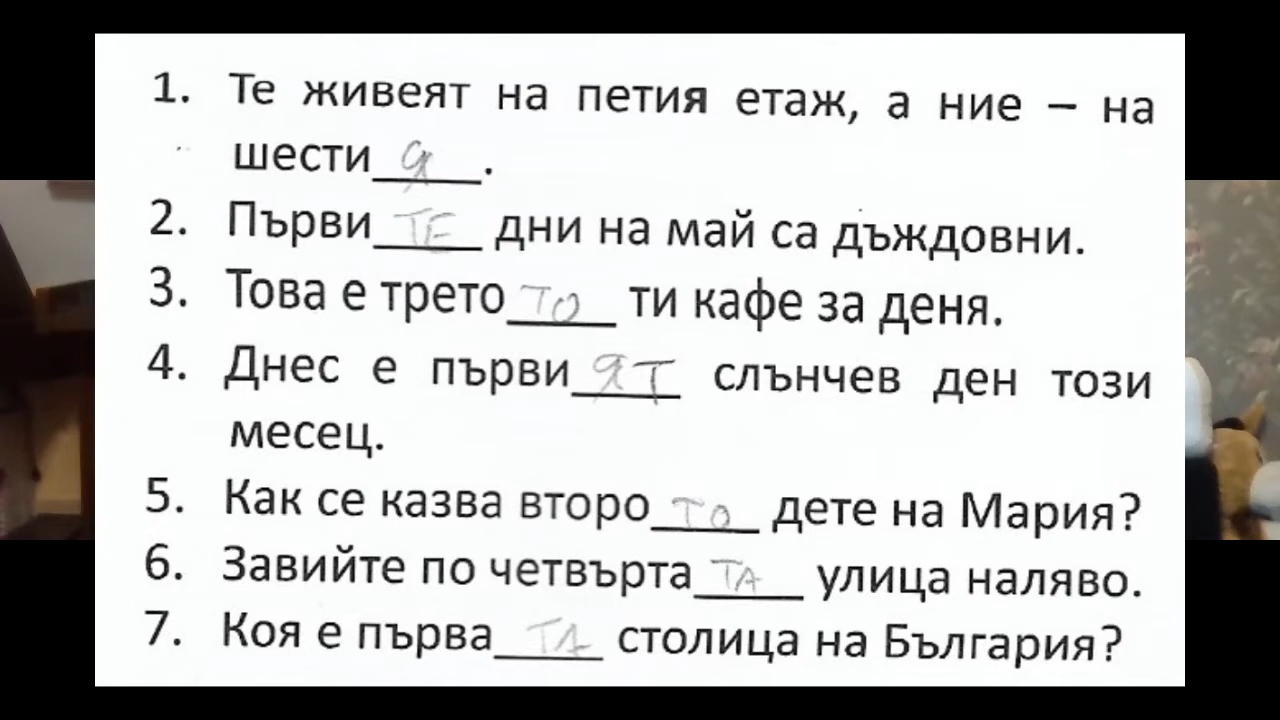 1. Те живеят на петия етаж, а ние – на
шести я .
2. Първи ТЕ дни на май са дъждовни.
3. Това е трето ТО ти кафе за деня.
4. Днес е първи ЯТ слънчев ден този
месец.
5. Как се казва второ ТО дете на Мария?
6. Завийте по четвърта ТА улица наляво.
7. Коя е първа ТА столица на България?